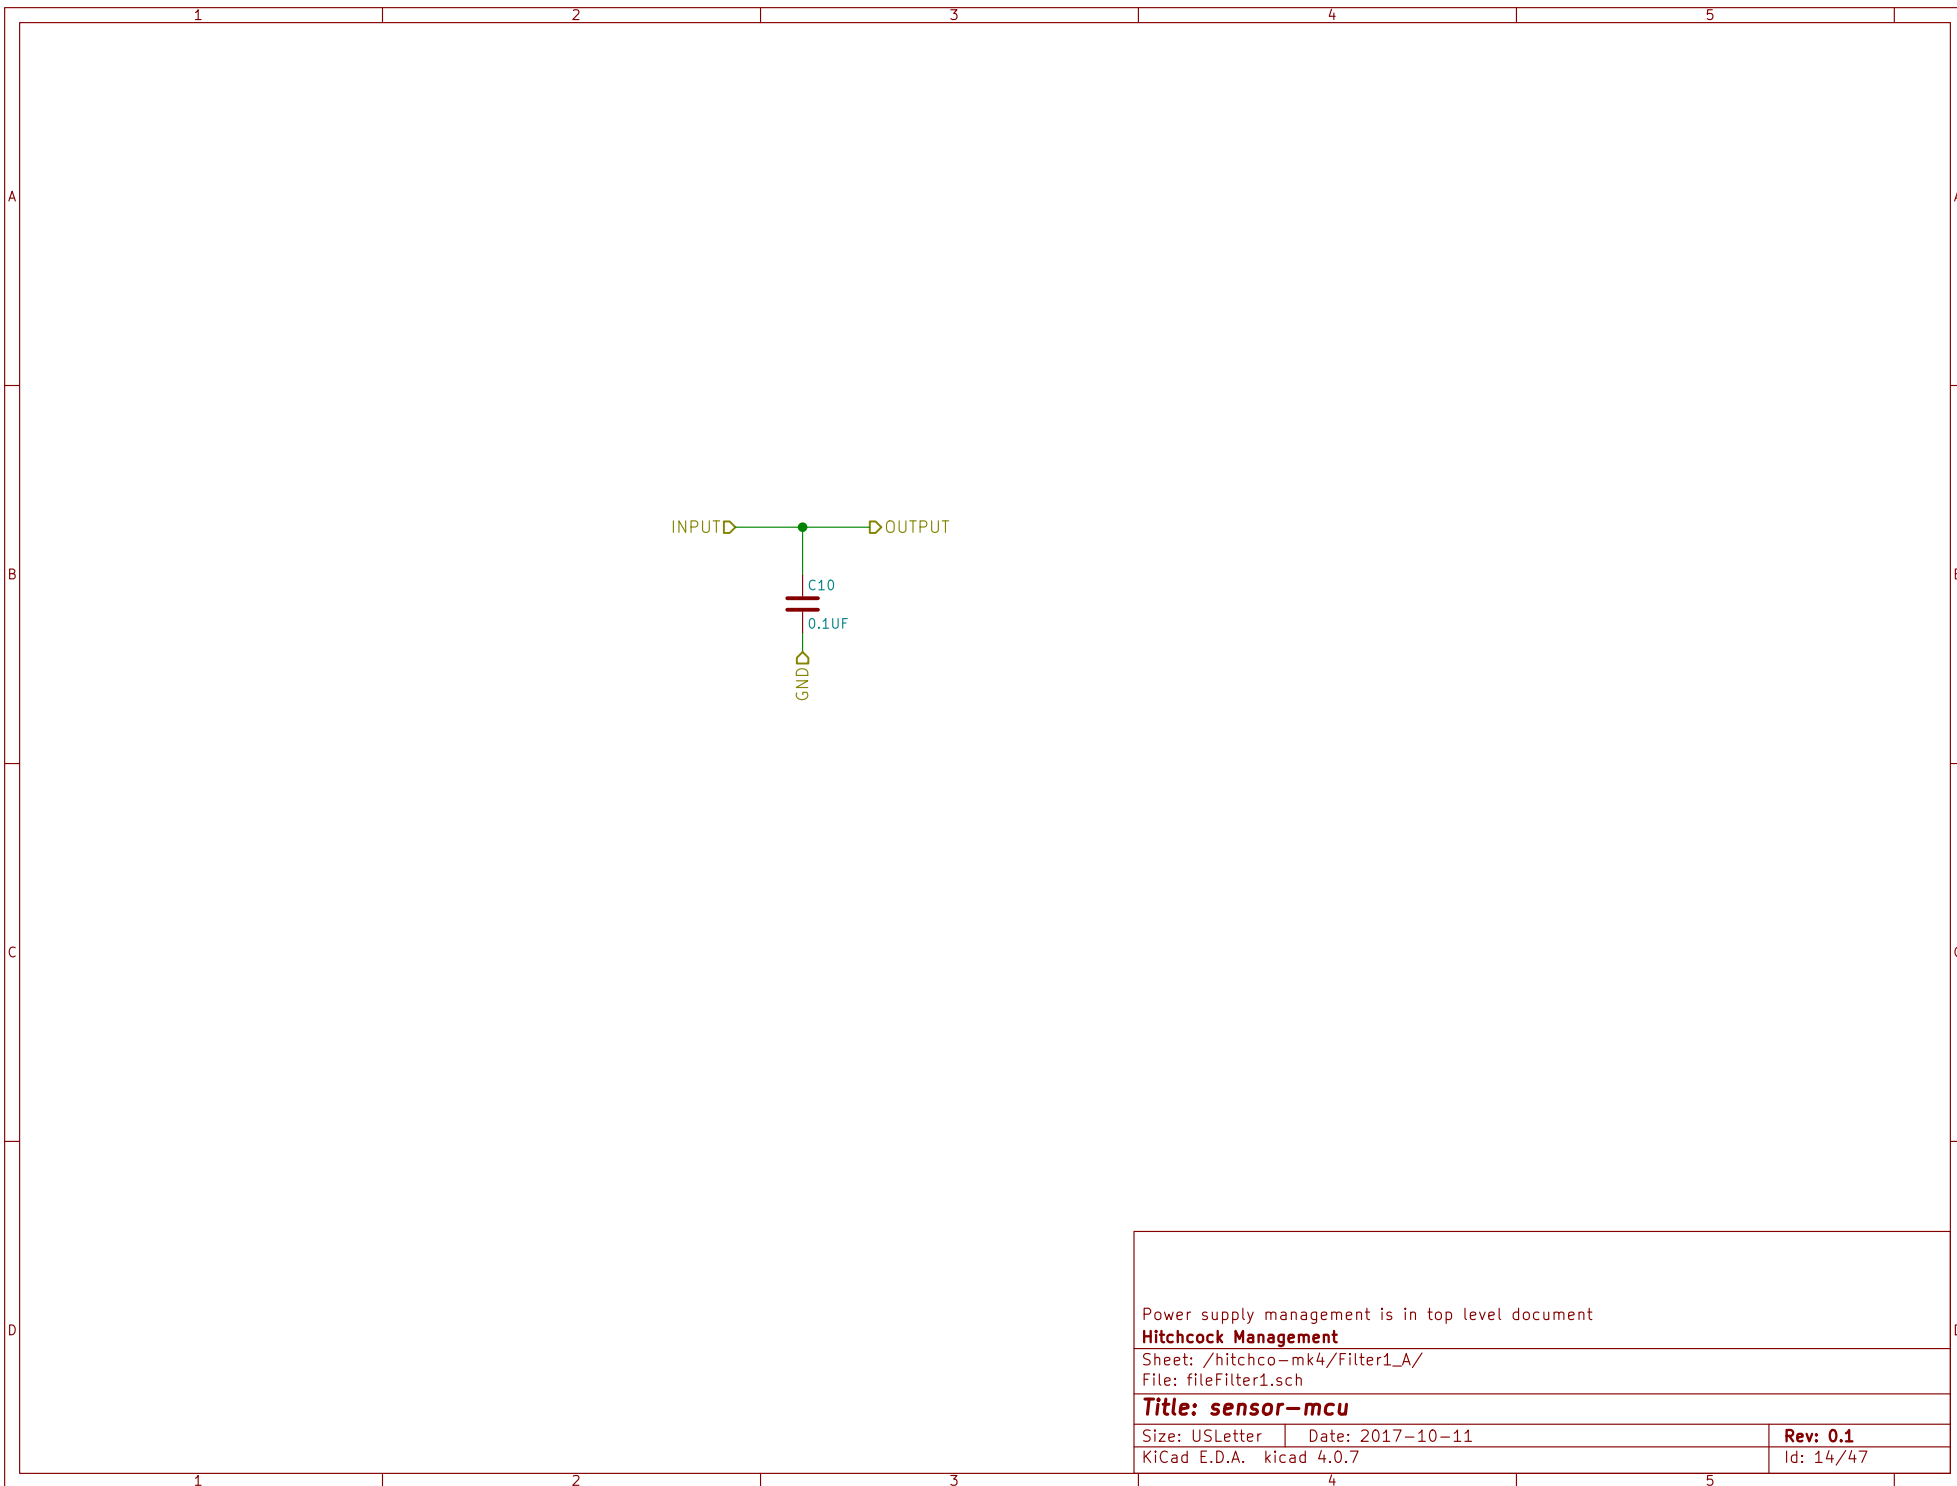 1 2 3 4 5
A A
INPUT OUTPUT
B
C10
0.1UF
GND
C
Power supply management is in top level document
D
Hitchcock Management
Sheet: /hitchco-mk4/Filter1_A/
File: fileFilter1.sch
Title: sensor-mcu
Size: USLetter Date: 2017-10-11 Rev: 0.1
KiCad E.D.A. kicad 4.0.7 Id: 14/47
1 2 3 4 5